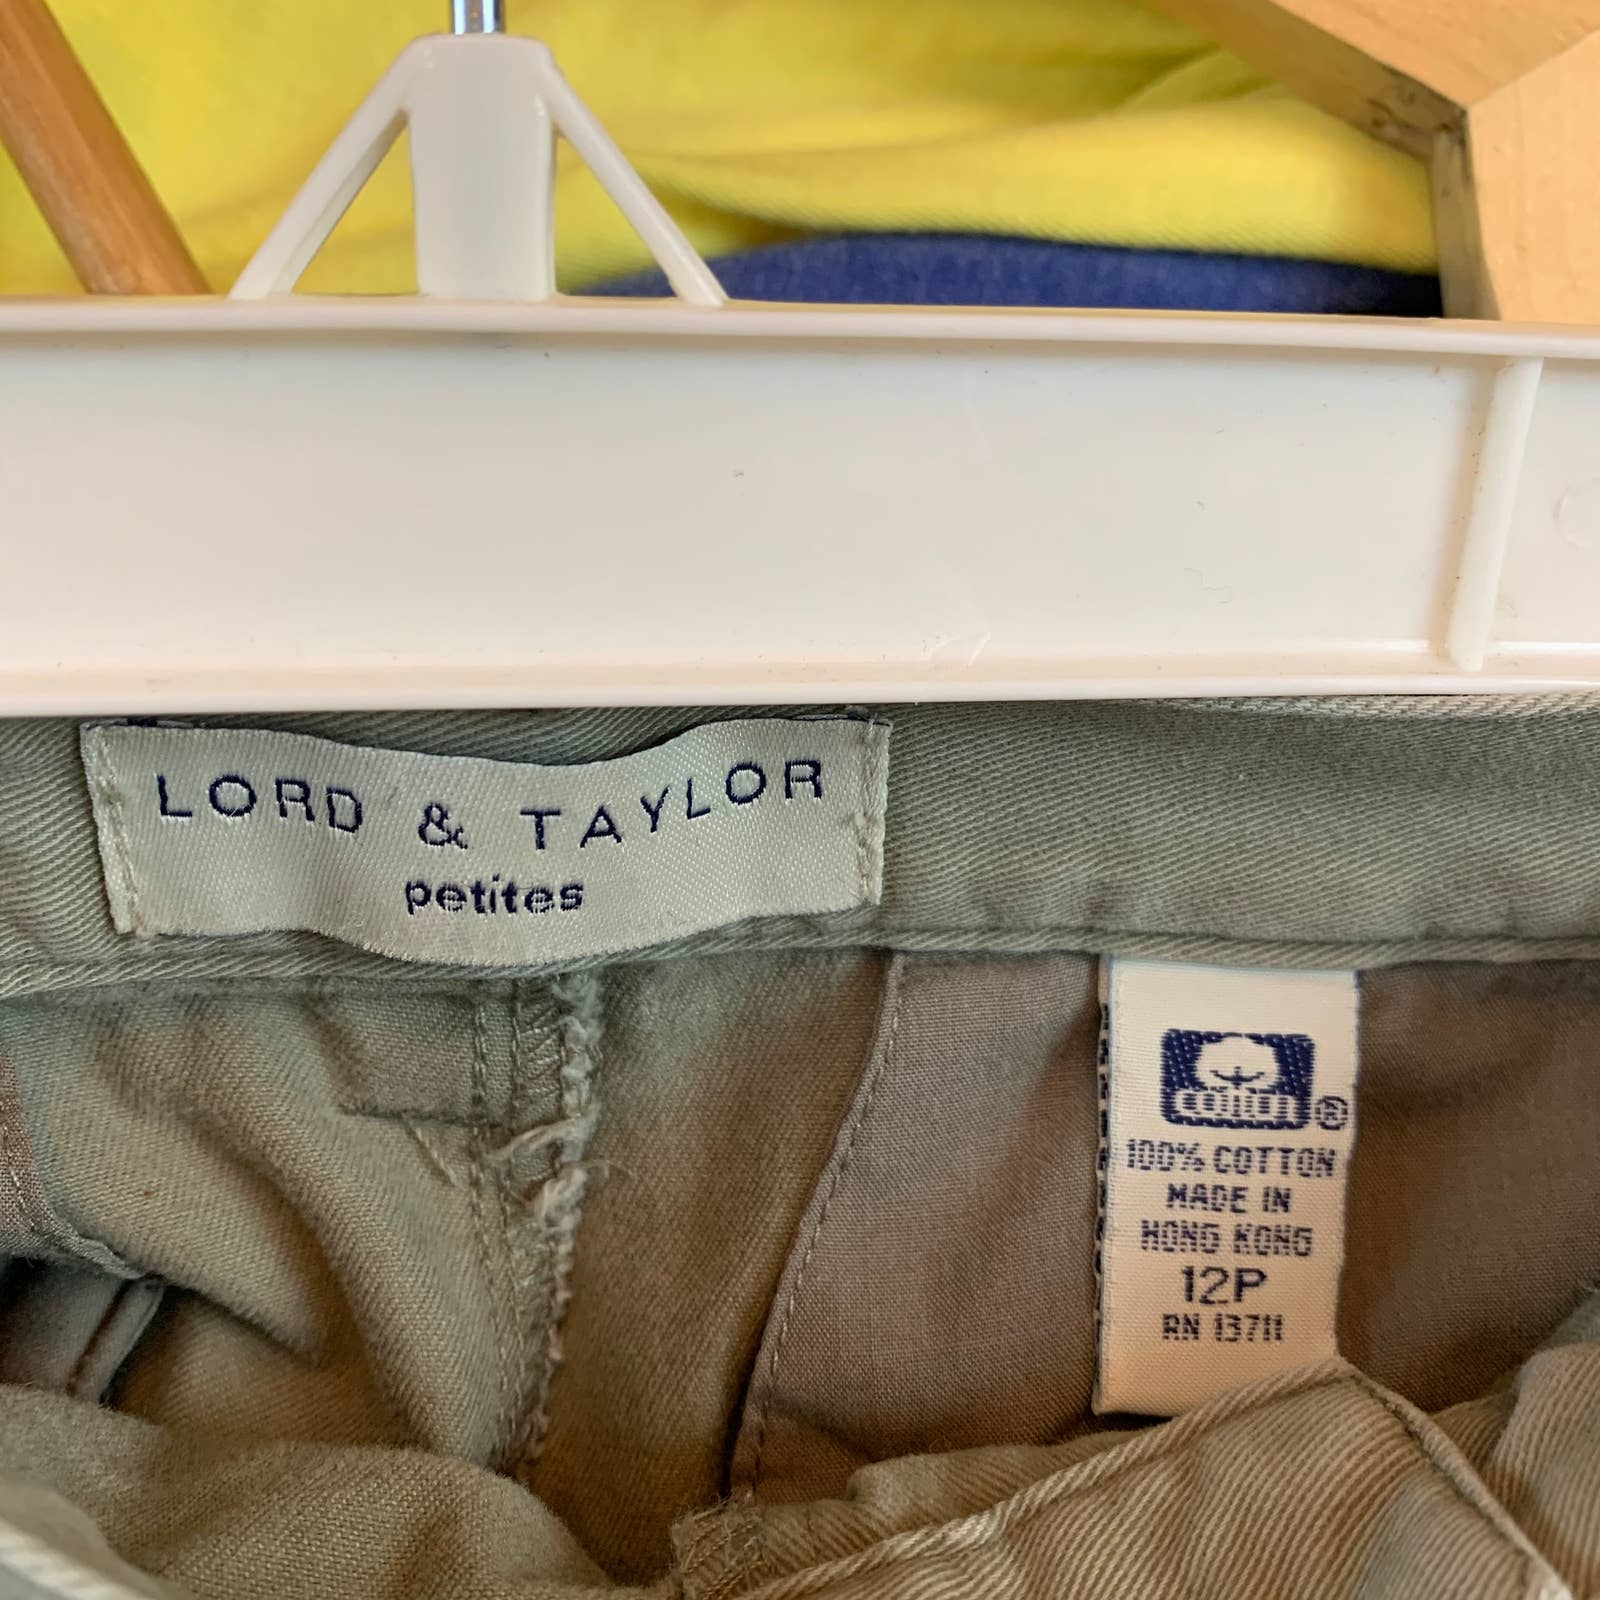 LORD & TAYLOR
petites
cotton®
100% COTTON
MADE IN
HONG KONG
12P
RN 13711